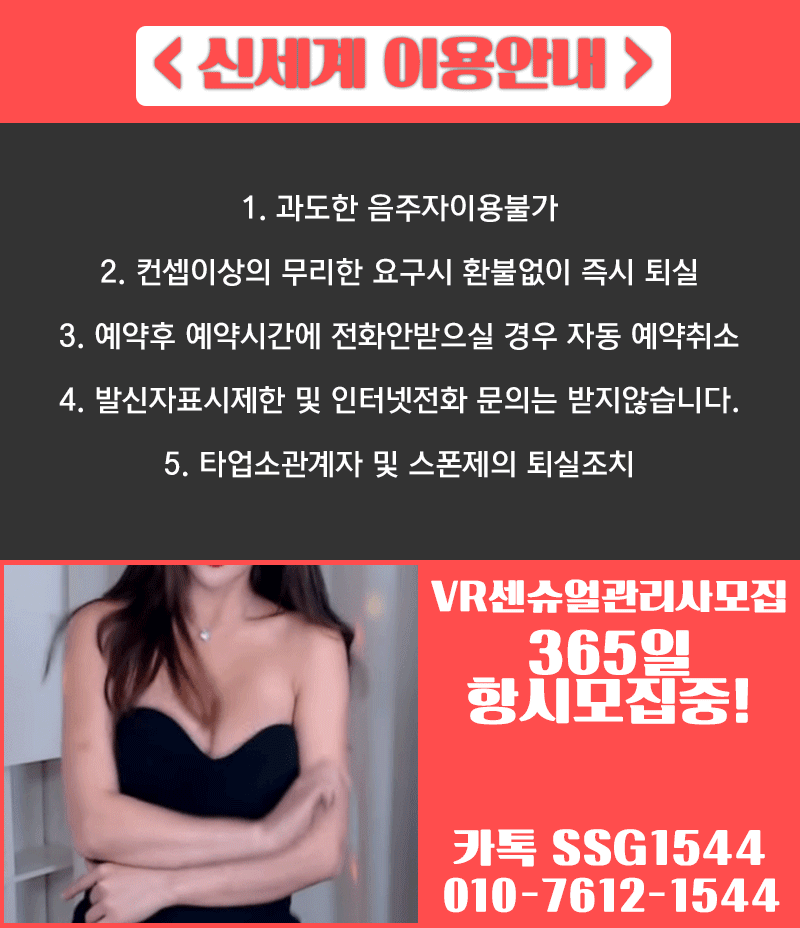 < 신세계 이용안내 >
1. 과도한 음주자이용불가
2. 컨셉이상의 무리한 요구시 환불없이 즉시 퇴실
3. 예약후 예약시간에 전화안받으실 경우 자동 예약취소
4. 발신자표시제한 및 인터넷전화 문의는 받지않습니다.
5. 타업소관계자 및 스폰제의 퇴실조치
VR센슈얼관리사모집
365일
항시모집중!
카톡 SSG1544
010-7612-1544